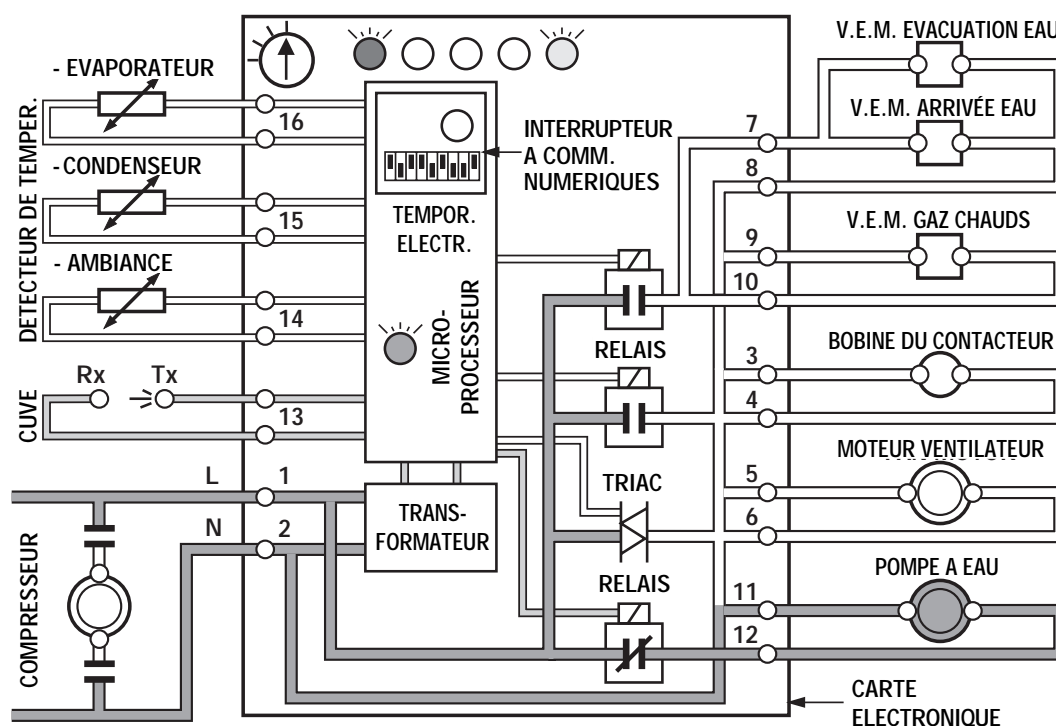 V.E.M. EVACUATION EAU
- EVAPORATEUR
16
INTERRUPTEUR
A COMM.
NUMERIQUES
7
V.E.M. ARRIVÉE EAU
8
DETECTEUR DE TEMPER.
-CONDENSEUR
15
TEMPOR.
ELECTR.
9
V.E.M. GAZ CHAUDS
10
- AMBIANCE
14
MICRO-
PROCESSEUR
RELAIS
3
BOBINE DU CONTACTEUR
4
CUVE
Rx
Tx
13
MOTEUR VENTILATEUR
5
6
L
1
N
2
TRANS-
FORMATEUR
TRIAC
COMPRESSEUR
RELAIS
11
POMPE A EAU
12
CARTE
ELECTRONIQUE